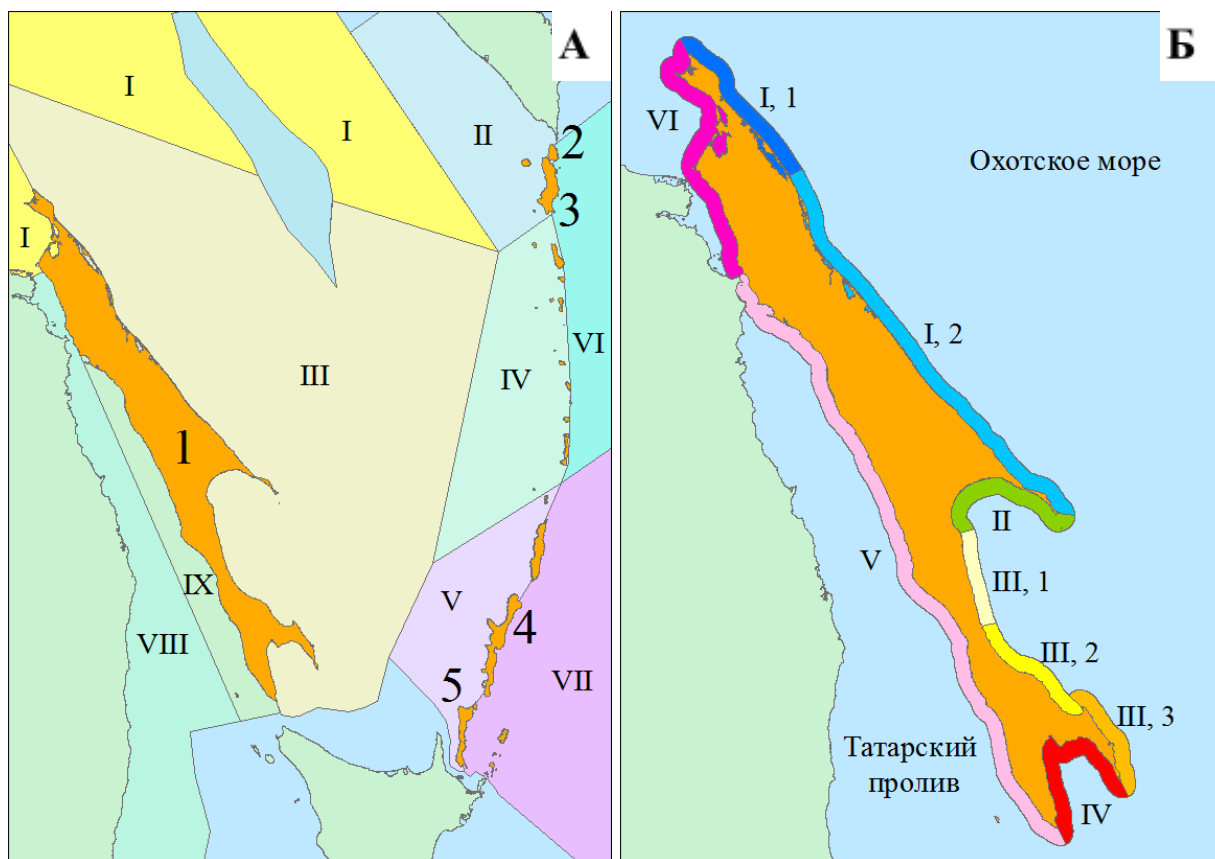 А
I
I
II
2
3
I
III
IV
VI
1
IX
V
4
VIII
5
VII
Б
I, 1
VI
Охотское море
I, 2
II
V
III, 1
III, 2
III, 3
Татарский
пролив
IV